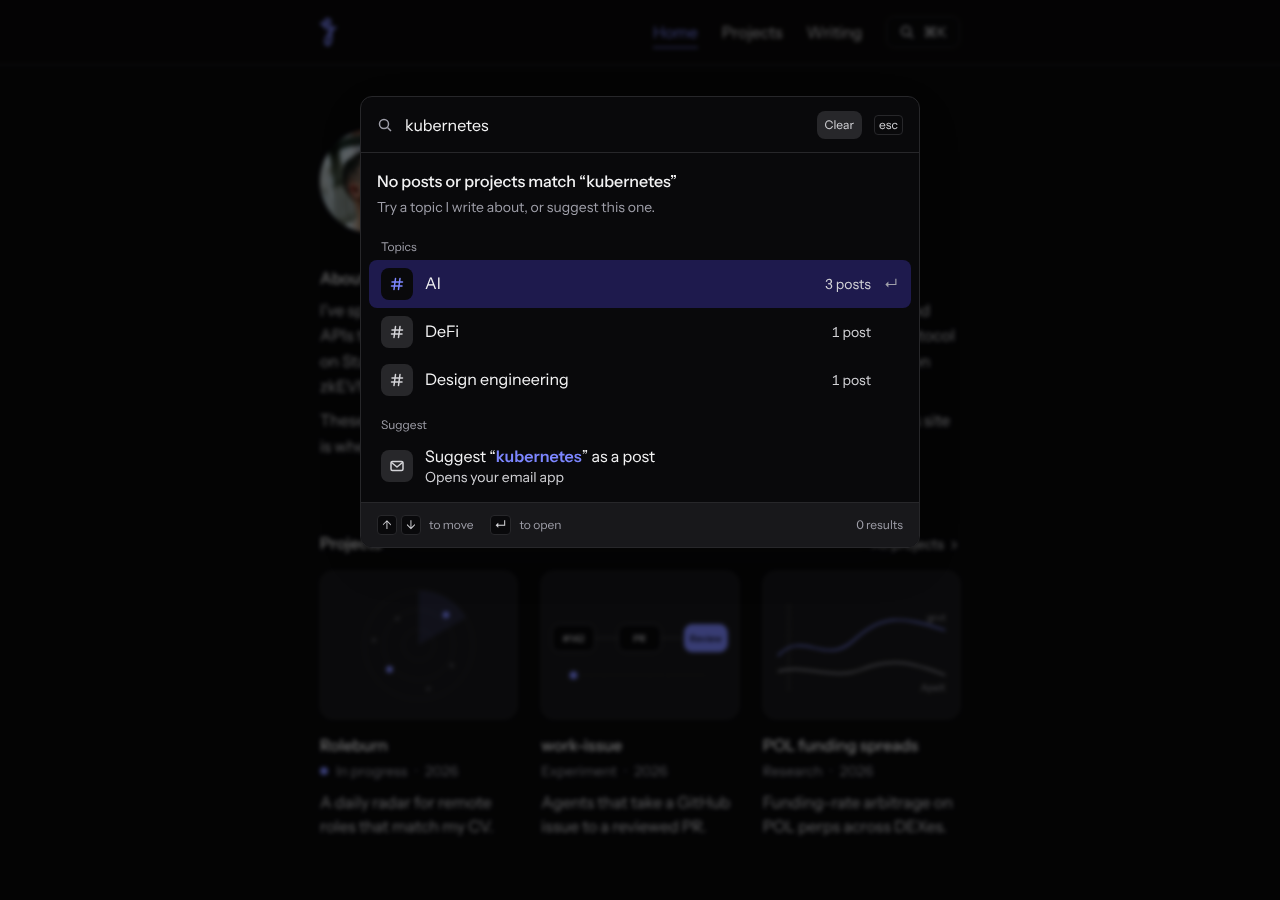 Home Projects Writing ⌘K
kubernetes Clear esc
No posts or projects match “kubernetes”
Try a topic I write about, or suggest this one.
Topics
# AI 3 posts
# DeFi 1 post
# Design engineering 1 post
Suggest
Suggest “kubernetes” as a post
Opens your email app
↑ ↓ to move ↵ to open 0 results
Projects
PR Review
Roleburn work-issue POL funding spreads
In progress · 2026 Experiment · 2026 Research · 2026
A daily radar for remote Agents that take a GitHub Funding-rate arbitrage on
roles that match my CV. issue to a reviewed PR. POL perps across DEXes.